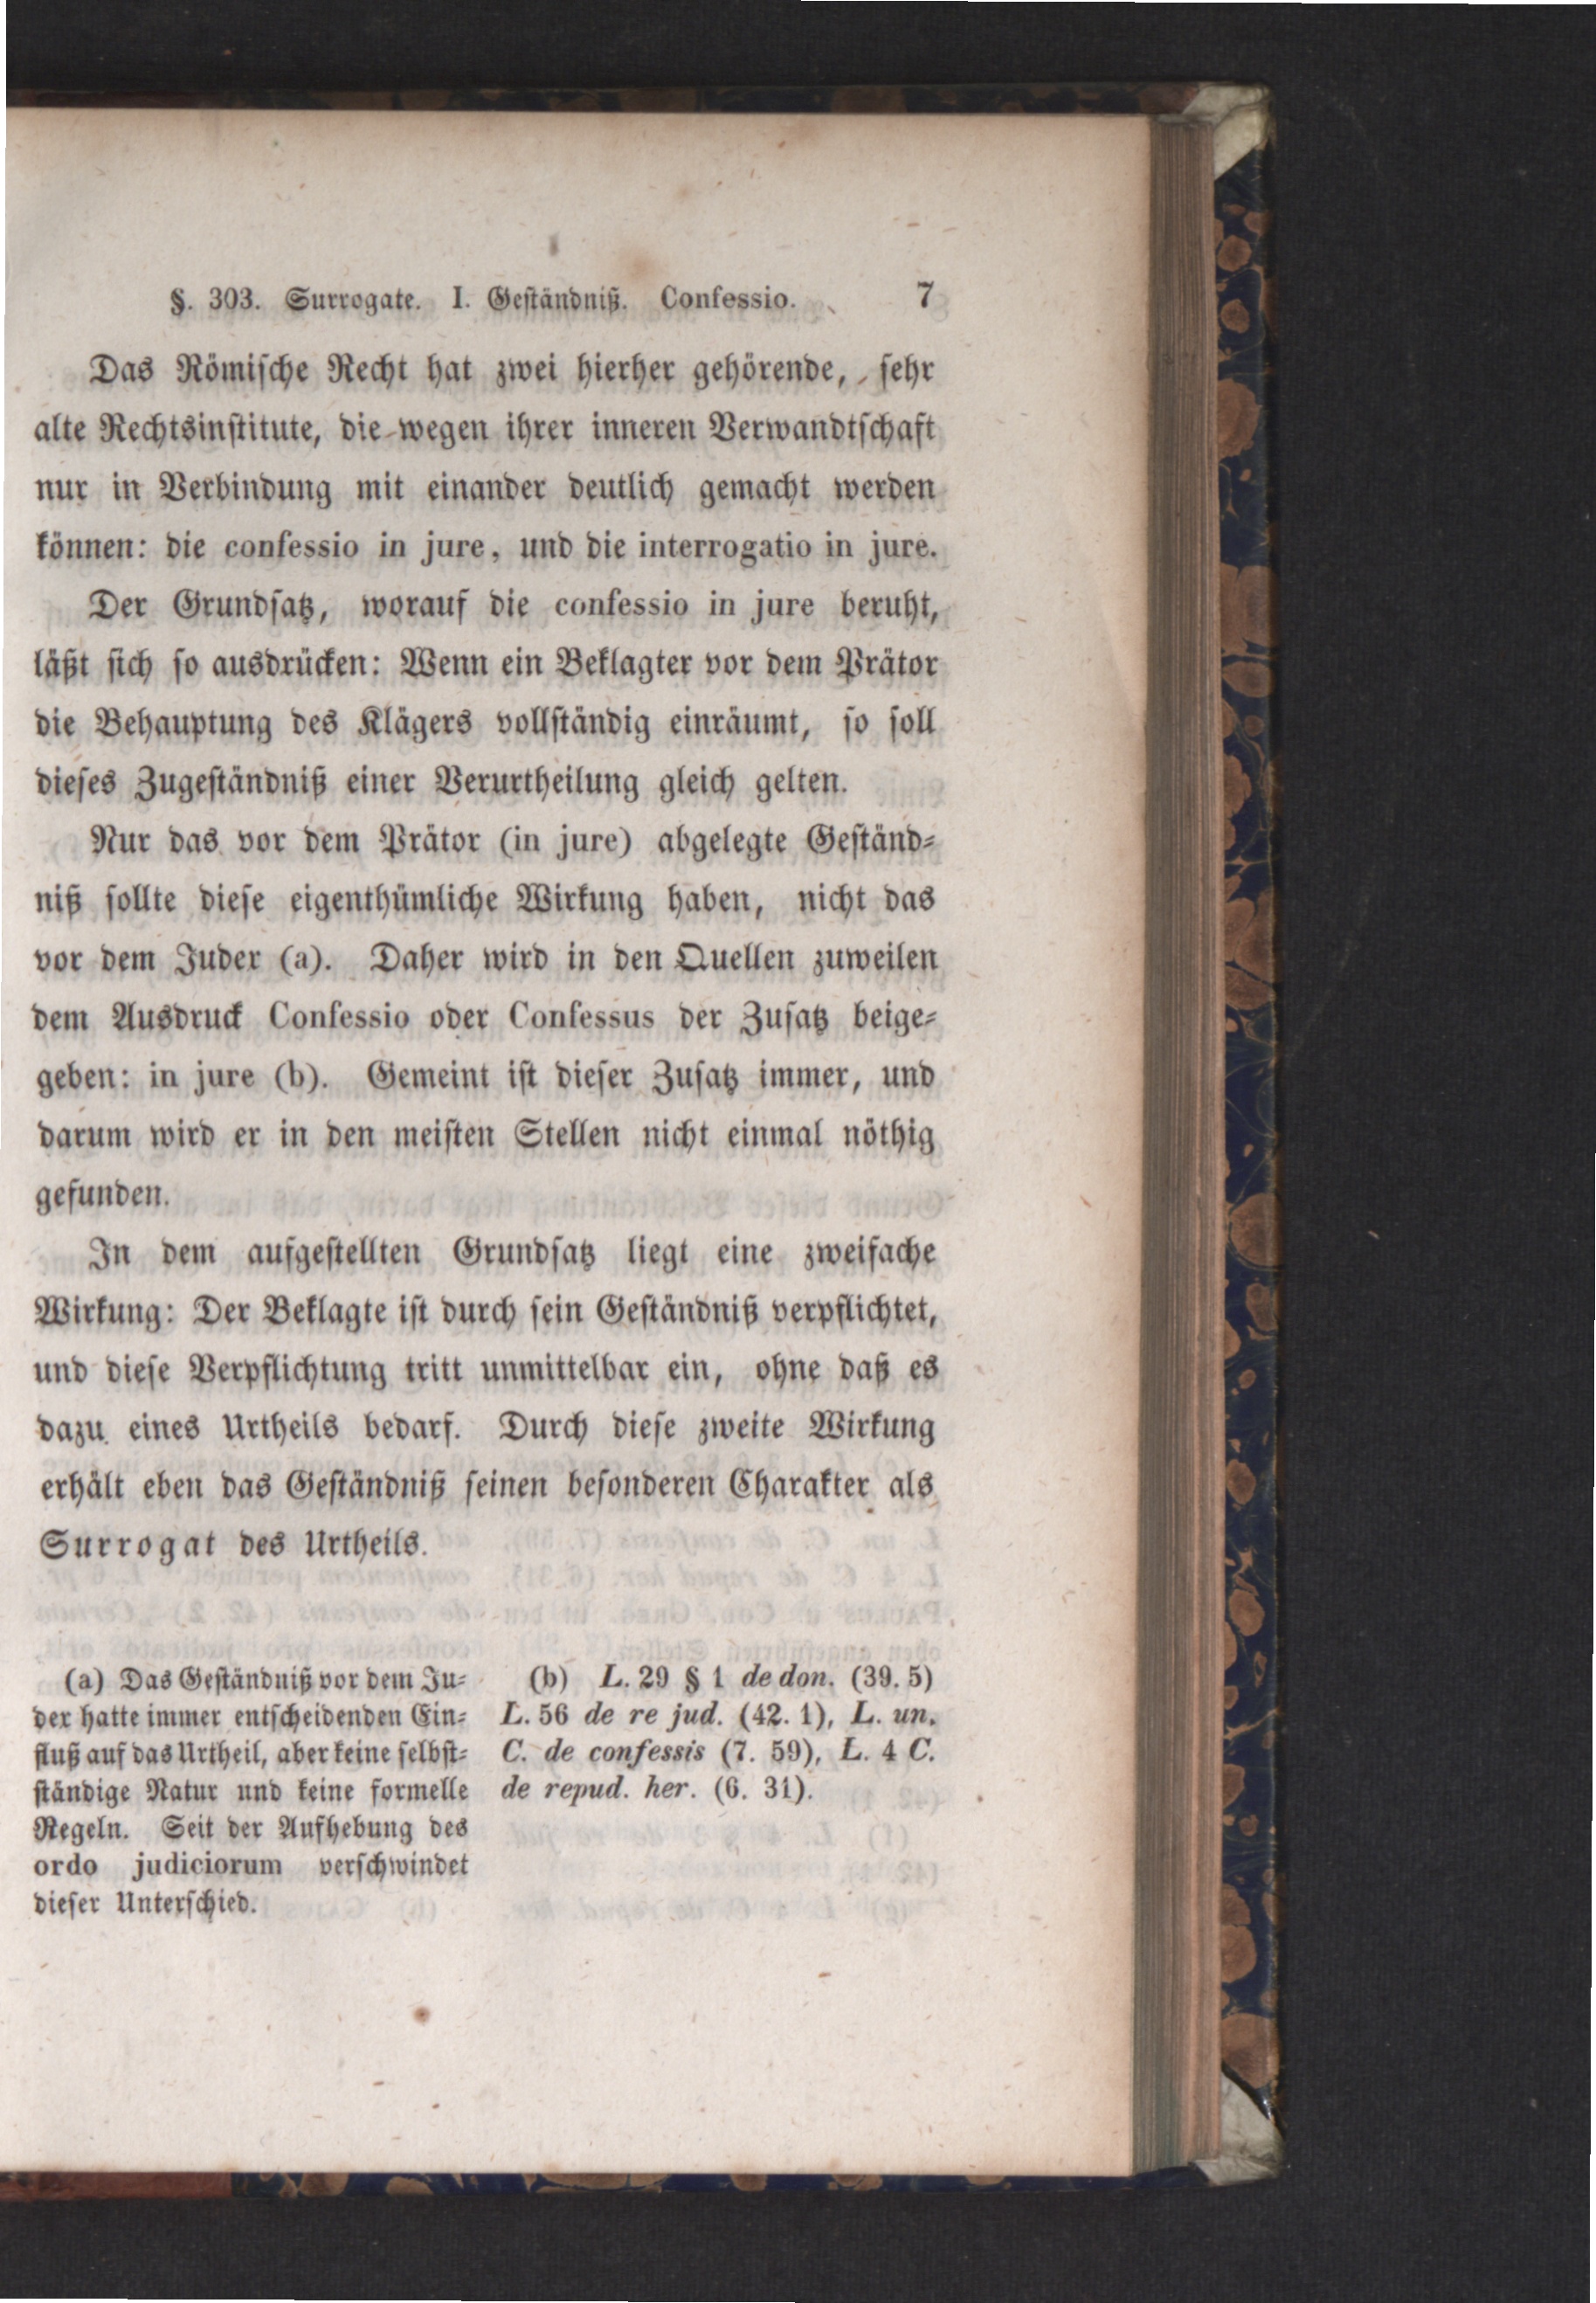 §. 303. Surrogate. I. Geständniß. Confessio. 7
Das Römische Recht hat zwei hierher gehörende, sehr
alte Rechtsinstitute, die wegen ihrer inneren Verwandtschaft
nur in Verbindung mit einander deutlich gemacht werden
können: die confessio in jure, und die interrogatio in jure.
Der Grundsatz, worauf die confessio in jure beruht,
läßt sich so ausdrücken: Wenn ein Beklagter vor dem Prätor
die Behauptung des Klägers vollständig einräumt, so soll
dieses Zugeständniß einer Verurtheilung gleich gelten.
Nur das vor dem Prätor (in jure) abgelegte Geständ-
niß sollte diese eigenthümliche Wirkung haben, nicht das
vor dem Juder (a). Daher wird in den Quellen zuweilen
dem Ausdruck Confessio oder Confessus der Zusatz beige-
geben: in jure (b). Gemeint ist dieser Zusatz immer, und
darum wird er in den meisten Stellen nicht einmal nöthig
gefunden.
In dem aufgestellten Grundsatz liegt eine zweifache
Wirkung: Der Beklagte ist durch sein Geständniß verpflichtet,
und diese Verpflichtung tritt unmittelbar ein, ohne daß es
dazu eines Urtheils bedarf. Durch diese zweite Wirkung
erhält eben das Geständniß seinen besonderen Charakter als
Surrogat des Urtheils.
(a) Das Geständniß vor dem Ju-
der hatte immer entscheidenden Ein-
fluß auf das Urtheil, aber keine selbst-
ständige Natur und keine formelle
Regeln. Seit der Aufhebung des
ordo judiciorum verschwindet
dieser Unterschied.
(b) L. 29 § 1 de don. (39. 5)
L. 56 de re jud. (42. 1), L. un.
C. de confessis (7. 59), L. 4 C.
de repud. her. (6. 31).